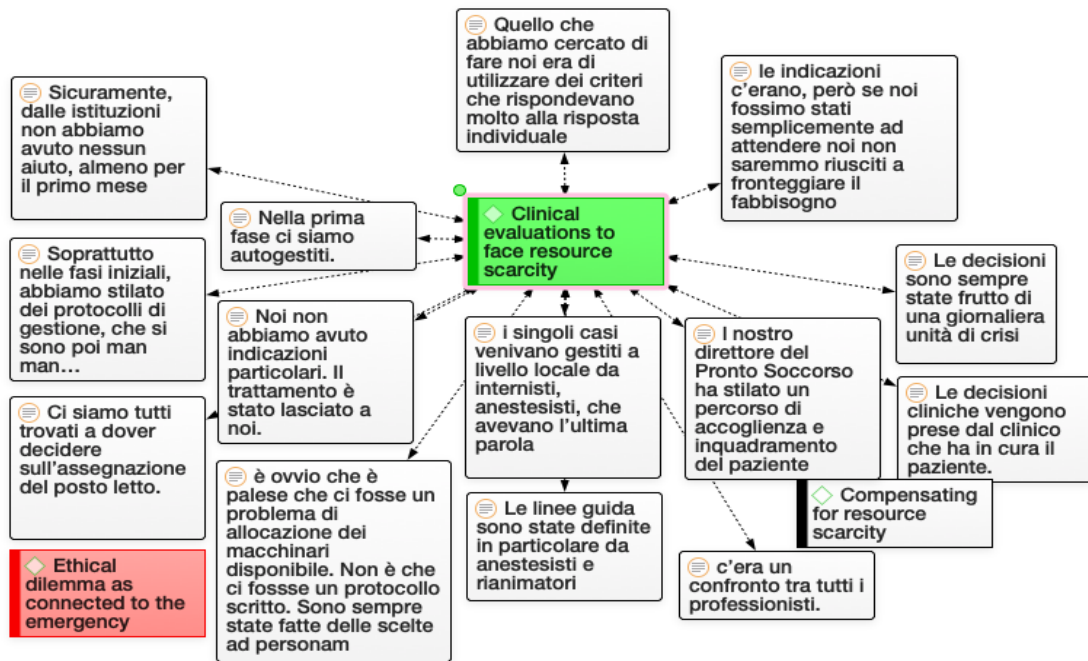 Quello che
abbiamo cercato di
fare noi era di
utilizzare dei criteri
che rispondevano
molto alla risposta
individuale
Sicuramente,
dalle istituzioni
non abbiamo
avuto nessun
aiuto, almeno per
il primo mese
le indicazioni
c'erano, però se noi
fossimo stati
semplicemente ad
attendere noi non
saremmo riusciti a
fronteggiare il
fabbisogno
Nella prima
fase ci siamo
autogestiti.
Clinical
evaluations to
face resource
scarcity
Soprattutto
nelle fasi iniziali,
abbiamo stilato
dei protocolli di
gestione, che si
sono poi man
man…
Le decisioni
sono sempre
state frutto di
una giornaliera
unità di crisi
Noi non
abbiamo avuto
indicazioni
particolari. Il
trattamento è
stato lasciato a
noi.
i singoli casi
venivano gestiti a
livello locale da
internisti,
anestesisti, che
avevano l'ultima
parola
l nostro
direttore del
Pronto Soccorso
ha stilato un
percorso di
accoglienza e
inquadramento
del paziente
Le decisioni
cliniche vengono
prese dal clinico
che ha in cura il
paziente.
Ci siamo tutti
trovati a dover
decidere
sull'assegnazione
del posto letto.
è ovvio che è
palese che ci fosse un
problema di
allocazione dei
macchinari
disponibile. Non è che
ci fossse un protocollo
scritto. Sono sempre
state fatte delle scelte
ad personam
Le linee guida
sono state definite
in particolare da
anestesisti e
rianimatori
Compensating
for resource
scarcity
c'era un
confronto tra tutti i
professionisti.
Ethical
dilemma as
connected to the
emergency